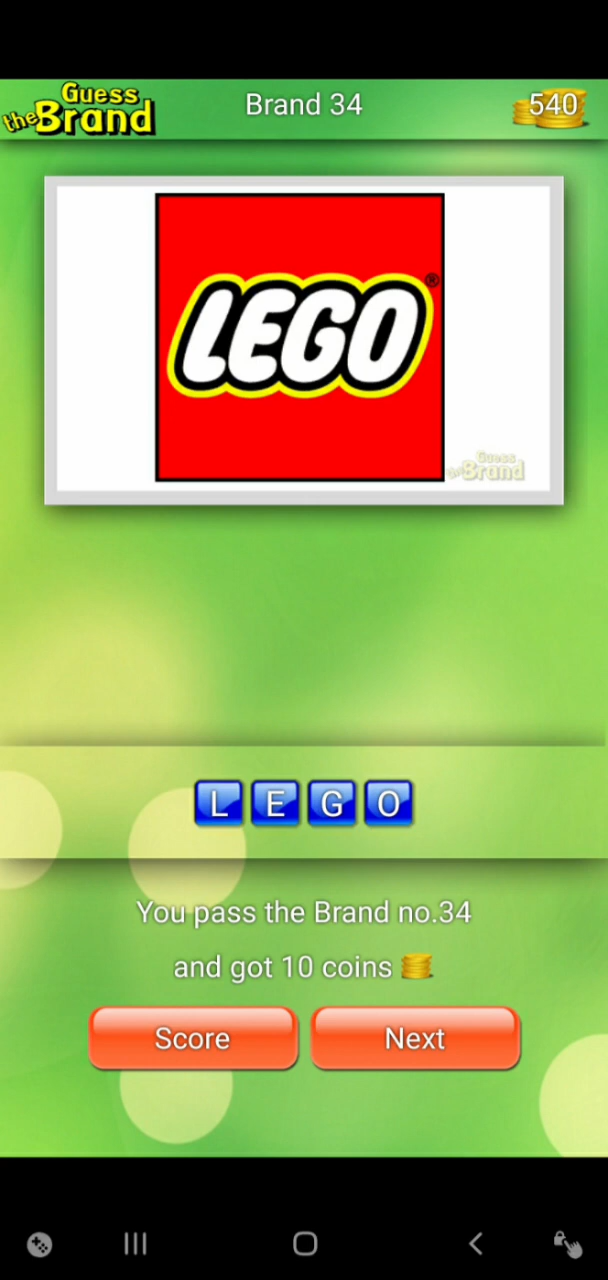 Guess
the Brand
Brand 34
540
LEGO®
Guess
the Brand
L E G O
You pass the Brand no.34
and got 10 coins
Score
Next